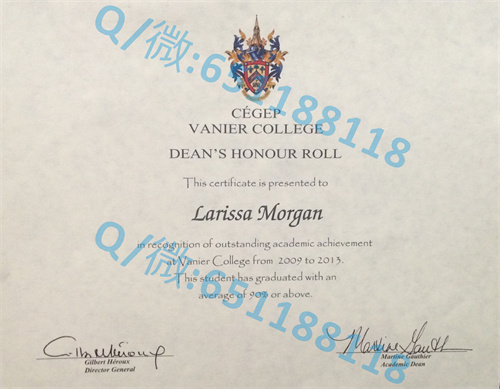 Q/微:651188118
CÉGEP
VANIER COLLEGE
DEAN'S HONOUR ROLL
This certificate is presented to
Larissa Morgan
in recognition of outstanding academic achievement
at Vanier College from 2009 to 2013.
This student has graduated with an
average of 90% or above.
Q/微:651188118
Gilbert Héroux
Director General
Martine Gauthier
Academic Dean